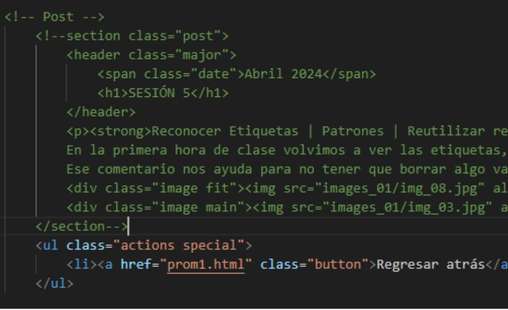 <!-- Post -->
<!--section class="post">
<header class="major">
<span class="date">Abril 2024</span>
<h1>SESIÓN 5</h1>
</header>
<p><strong>Reconocer Etiquetas | Patrones | Reutilizar re
En la primera hora de clase volvimos a ver las etiquetas,
Ese comentario nos ayuda para no tener que borrar algo va
<div class="image fit"><img src="images_01/img_08.jpg" al
<div class="image main"><img src="images_01/img_03.jpg" a
</section-->
<ul class="actions special">
<li><a href="prom1.html" class="button">Regresar atrás</a
</ul>